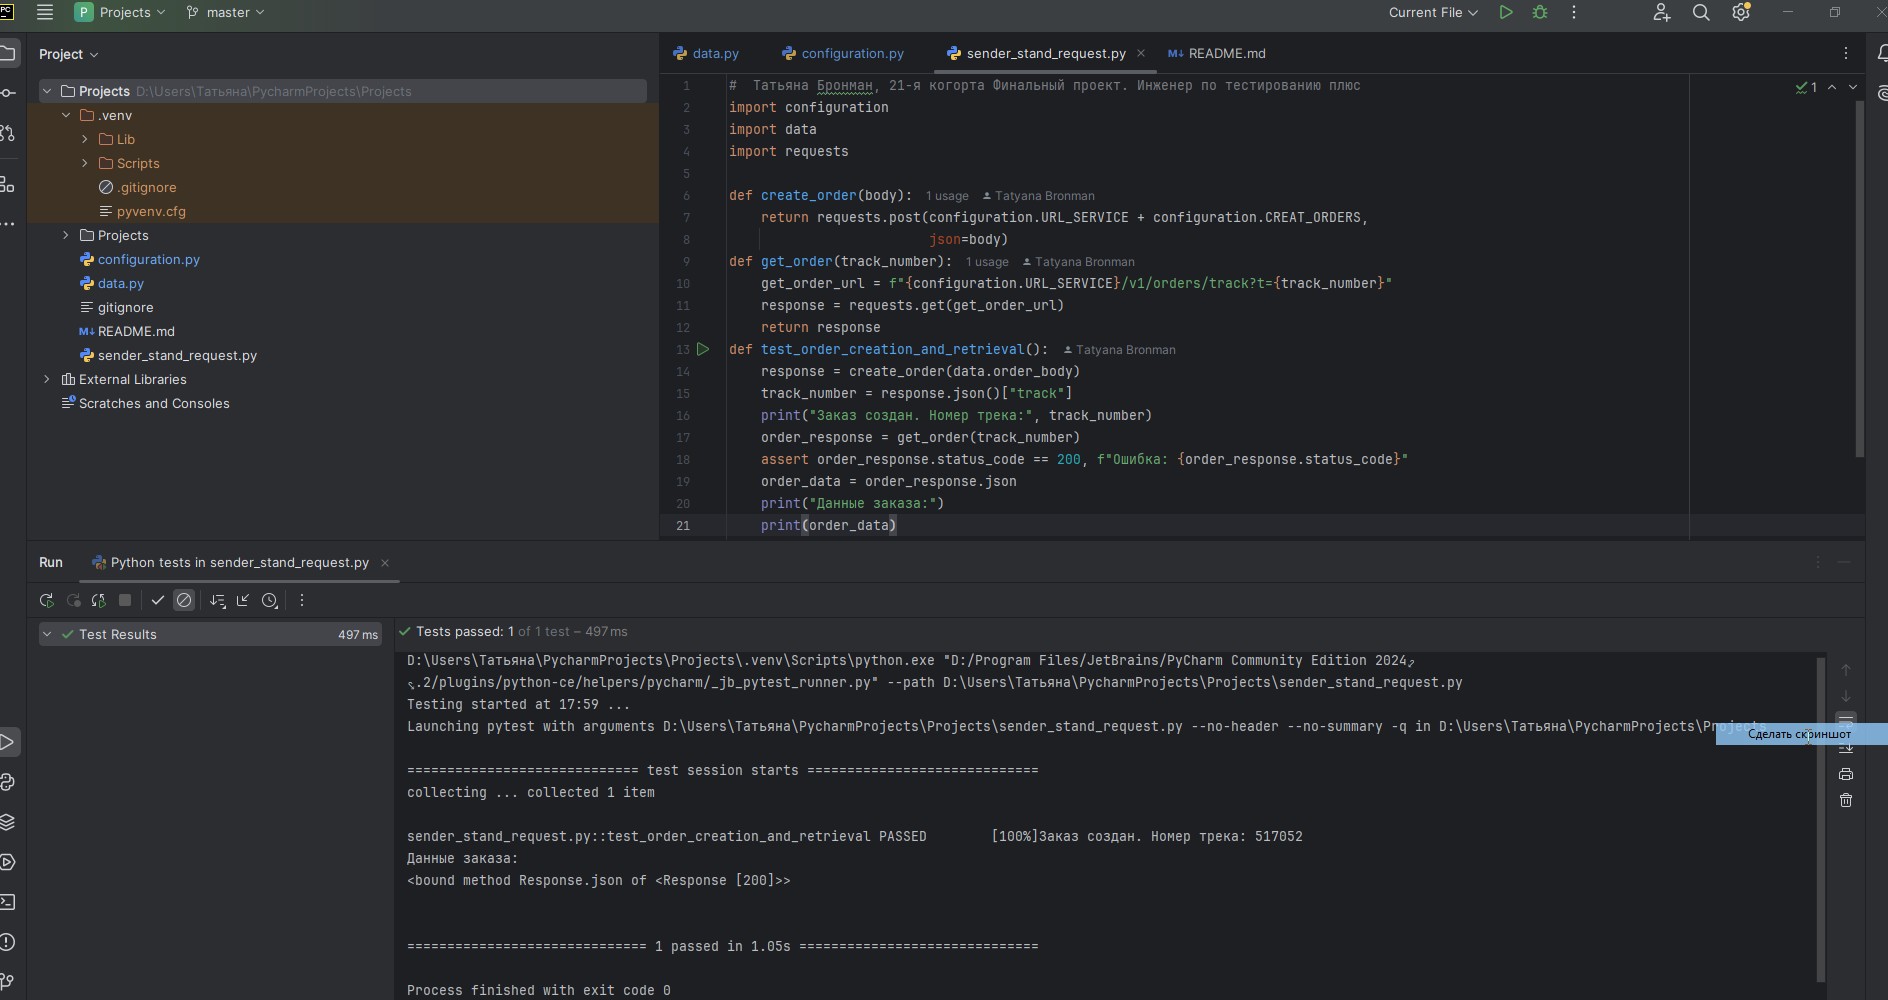 PC
P Projects
master
Current File
Project
data.py
configuration.py
sender_stand_request.py
README.md
Projects D:\Users\Татьяна\PycharmProjects\Projects
.venv
Lib
Scripts
.gitignore
pyvenv.cfg
Projects
configuration.py
data.py
gitignore
README.md
sender_stand_request.py
External Libraries
Scratches and Consoles
1 # Татьяна Бронман, 21-я когорта Финальный проект. Инженер по тестированию плюс
1
2 import configuration
3 import data
4 import requests
5
6 def create_order(body): 1 usage Tatyana Bronman
7 return requests.post(configuration.URL_SERVICE + configuration.CREAT_ORDERS,
8 json=body)
9 def get_order(track_number): 1 usage Tatyana Bronman
10 get_order_url = f"{configuration.URL_SERVICE}/v1/orders/track?t={track_number}"
11 response = requests.get(get_order_url)
12 return response
13 def test_order_creation_and_retrieval(): Tatyana Bronman
14 response = create_order(data.order_body)
15 track_number = response.json()["track"]
16 print("Заказ создан. Номер трека:", track_number)
17 order_response = get_order(track_number)
18 assert order_response.status_code == 200, f"Ошибка: {order_response.status_code}"
19 order_data = order_response.json
20 print("Данные заказа:")
21 print(order_data)
Run
Python tests in sender_stand_request.py
Test Results 497 ms
Tests passed: 1 of 1 test – 497 ms
D:\Users\Татьяна\PycharmProjects\Projects\.venv\Scripts\python.exe "D:/Program Files/JetBrains/PyCharm Community Edition 2024
.2/plugins/python-ce/helpers/pycharm/_jb_pytest_runner.py" --path D:\Users\Татьяна\PycharmProjects\Projects\sender_stand_request.py
Testing started at 17:59 ...
Launching pytest with arguments D:\Users\Татьяна\PycharmProjects\Projects\sender_stand_request.py --no-header --no-summary -q in D:\Users\Татьяна\PycharmProjects\Projects
Сделать скриншот
============================= test session starts =============================
collecting ... collected 1 item
sender_stand_request.py::test_order_creation_and_retrieval PASSED [100%]Заказ создан. Номер трека: 517052
Данные заказа:
<bound method Response.json of <Response [200]>>
============================== 1 passed in 1.05s ==============================
Process finished with exit code 0